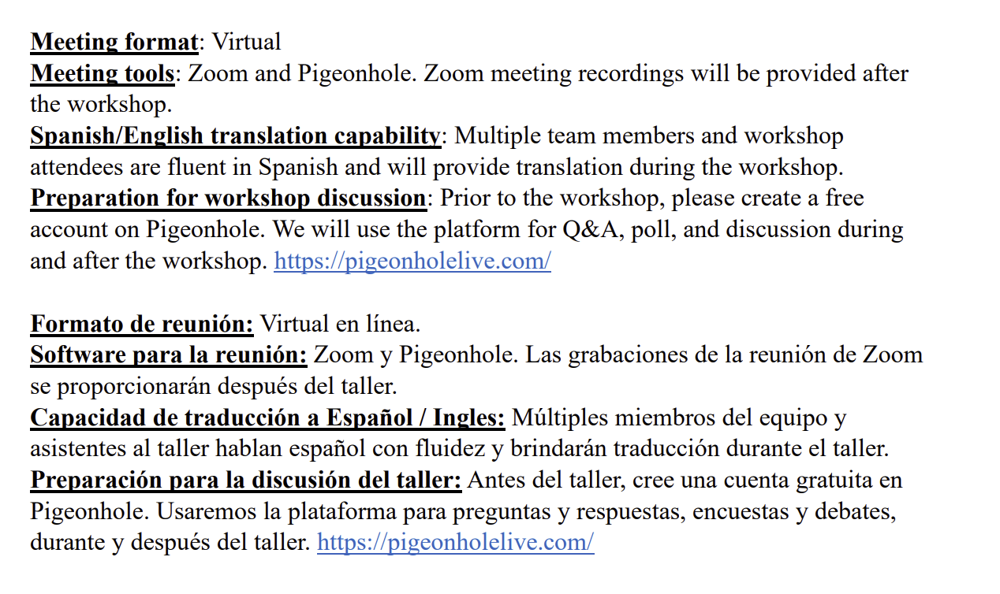 Meeting format: Virtual
Meeting tools: Zoom and Pigeonhole. Zoom meeting recordings will be provided after
the workshop.
Spanish/English translation capability: Multiple team members and workshop
attendees are fluent in Spanish and will provide translation during the workshop.
Preparation for workshop discussion: Prior to the workshop, please create a free
account on Pigeonhole. We will use the platform for Q&A, poll, and discussion during
and after the workshop. https://pigeonholelive.com/
Formato de reunión: Virtual en línea.
Software para la reunión: Zoom y Pigeonhole. Las grabaciones de la reunión de Zoom
se proporcionarán después del taller.
Capacidad de traducción a Español / Ingles: Múltiples miembros del equipo y
asistentes al taller hablan español con fluidez y brindarán traducción durante el taller.
Preparación para la discusión del taller: Antes del taller, cree una cuenta gratuita en
Pigeonhole. Usaremos la plataforma para preguntas y respuestas, encuestas y debates,
durante y después del taller. https://pigeonholelive.com/